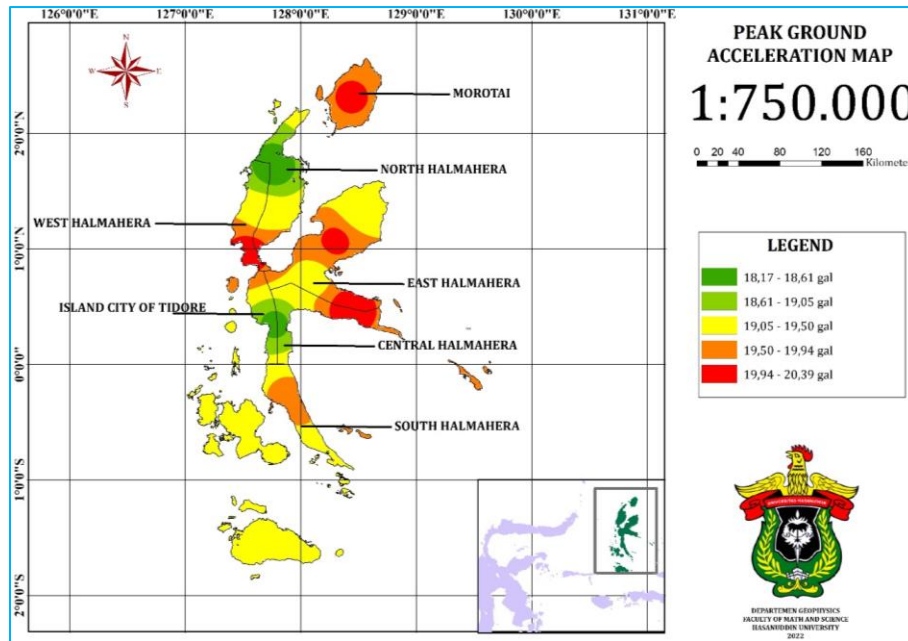 126°0'0"E 127°0'0"E 128°0'0"E 129°0'0"E 130°0'0"E 131°0'0"E
N
W E
S
2°0'0"N
1°0'0"N
0°0'0"N
1°0'0"S
2°0'0"S
MOROTAI
NORTH HALMAHERA
WEST HALMAHERA
EAST HALMAHERA
ISLAND CITY OF TIDORE
CENTRAL HALMAHERA
SOUTH HALMAHERA
PEAK GROUND
ACCELERATION MAP
1:750.000
0 20 40 80 120 160
Kilomete
LEGEND
18,17 - 18,61 gal
18,61 - 19,05 gal
19,05 - 19,50 gal
19,50 - 19,94 gal
19,94 - 20,39 gal
DEPARTEMEN GEOPHYSICS
FACULTY OF MATH AND SCIENCE
HASANUDDIN UNIVERSITY
2022